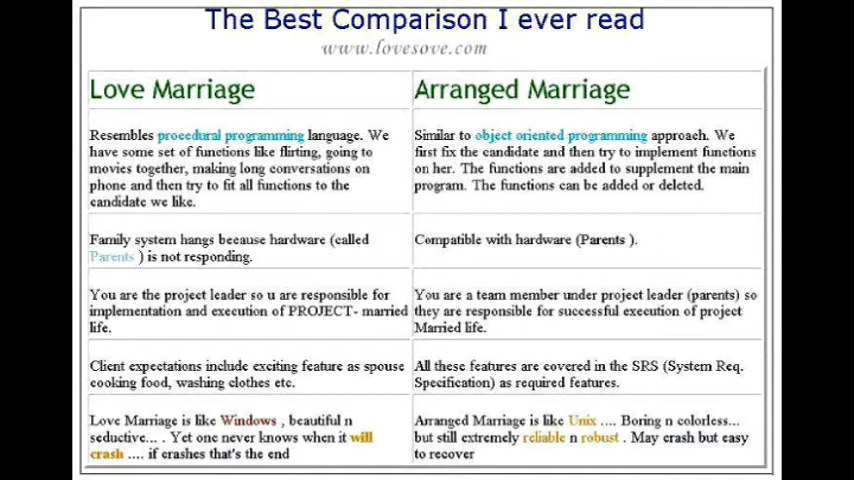 The Best Comparison I ever read
www.lovesove.com
Love Marriage
Arranged Marriage
Resembles procedural programming language. We
have some set of functions like flirting, going to
movies together, making long conversations on
phone and then try to fit all functions to the
candidate we like.
Similar to object oriented programming approach. We
first fix the candidate and then try to implement functions
on her. The functions are added to supplement the main
program. The functions can be added or deleted.
Family system hangs because hardware (called
Parents ) is not responding.
Compatible with hardware (Parents ).
You are the project leader so u are responsible for
implementation and execution of PROJECT- married
life.
You are a team member under project leader (parents) so
they are responsible for successful execution of project
Married life.
Client expectations include exciting feature as spouse
cooking food, washing clothes etc.
All these features are covered in the SRS (System Req.
Specification) as required features.
Love Marriage is like Windows , beautiful n
seductive... . Yet one never knows when it will
crash .... if crashes that's the end
Arranged Marriage is like Unix .... Boring n colorless...
but still extremely reliable n robust . May crash but easy
to recover